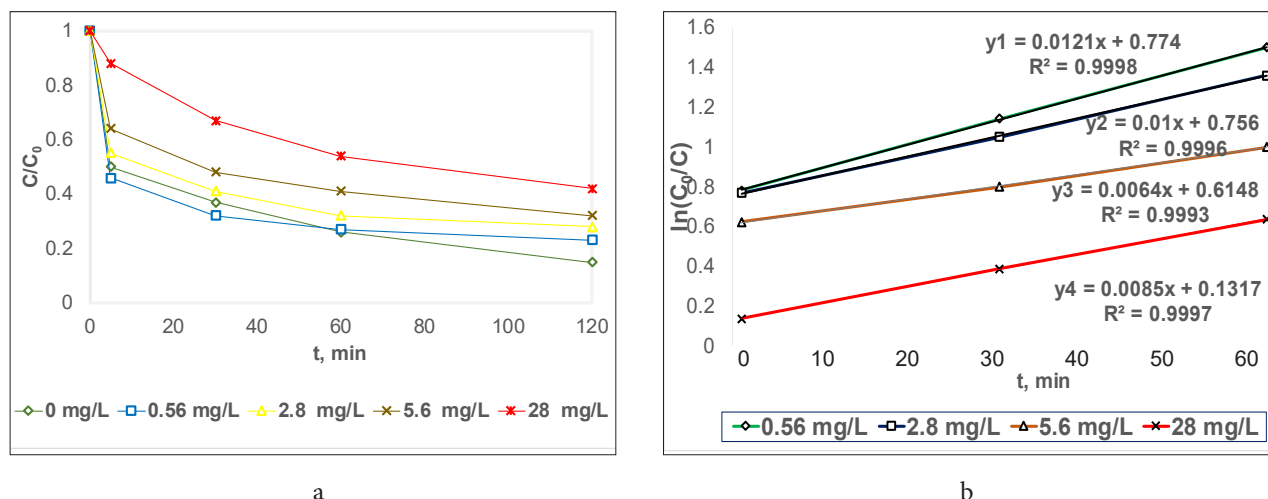 1
0.8
0.6
0.4
0.2
0
C/C₀
0 20 40 60 80 100 120
t, min
0 mg/L 0.56 mg/L 2.8 mg/L 5.6 mg/L 28 mg/L
a
1.6
1.4
1.2
1
0.8
0.6
0.4
0.2
0
ln(C₀/C)
y1 = 0.0121x + 0.774
R² = 0.9998
y2 = 0.01x + 0.756
R² = 0.9996
y3 = 0.0064x + 0.6148
R² = 0.9993
y4 = 0.0085x + 0.1317
R² = 0.9997
0 10 20 30 40 50 60
t, min
0.56 mg/L 2.8 mg/L 5.6 mg/L 28 mg/L
b